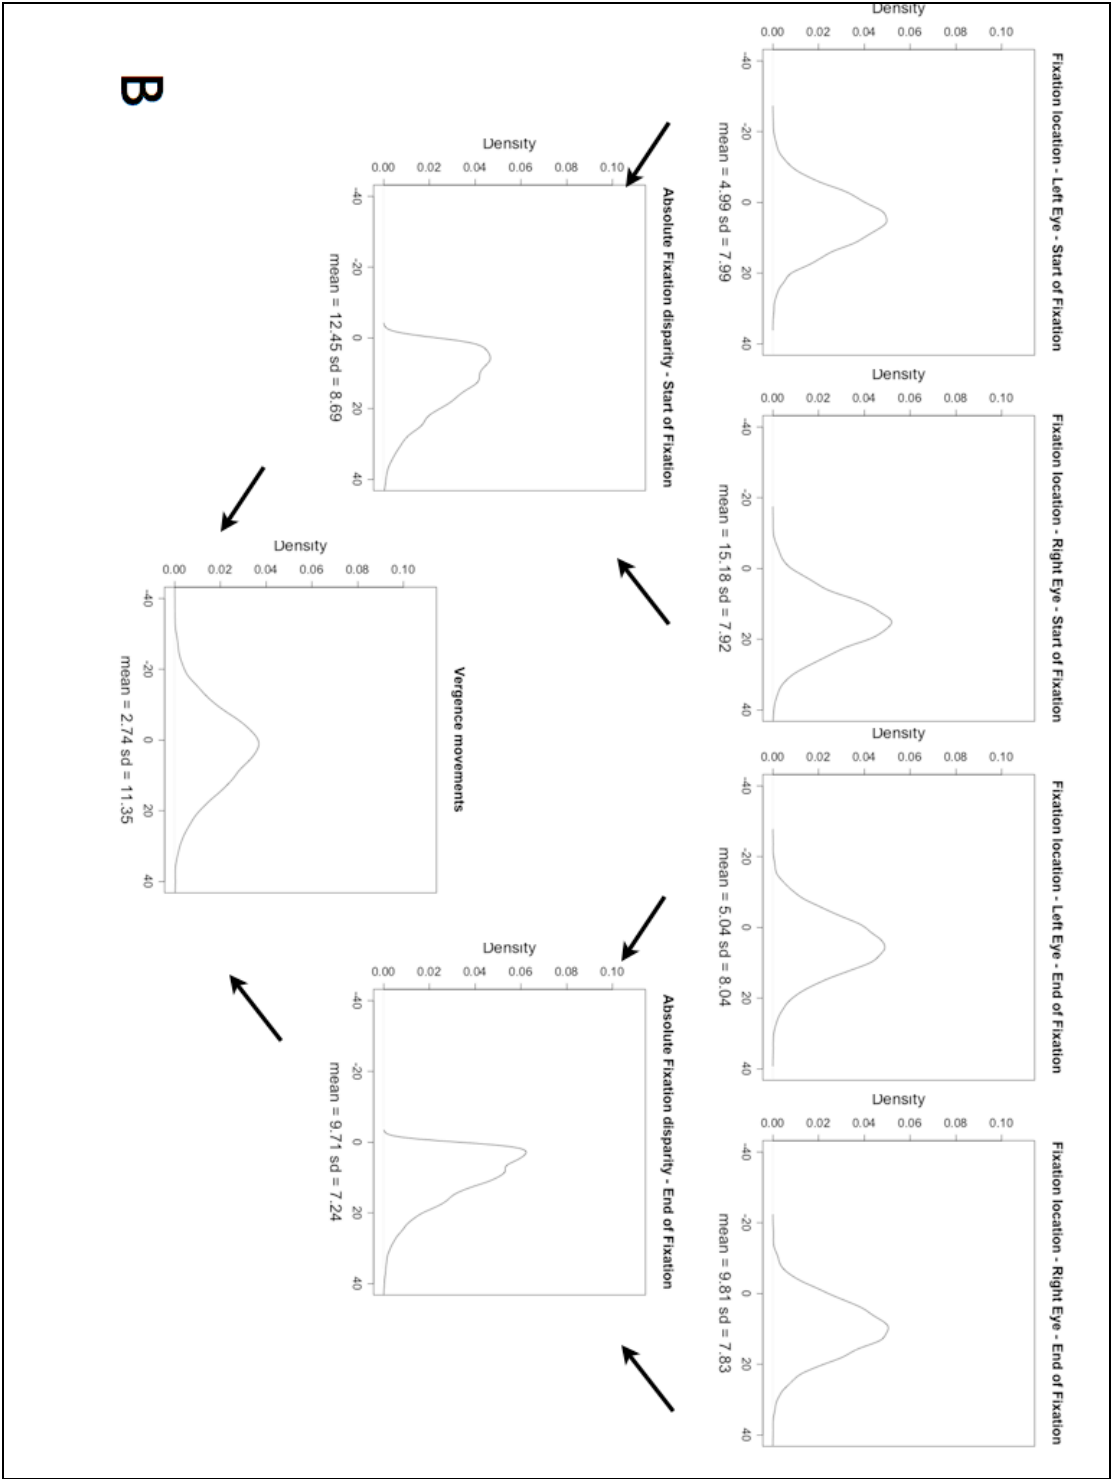 Fixation location - Left Eye - Start of Fixation
Density
0.00 0.02 0.04 0.06 0.08 0.10
-40 -20 0 20 40
mean = 4.99 sd = 7.99
Fixation location - Right Eye - Start of Fixation
Density
0.00 0.02 0.04 0.06 0.08 0.10
-40 -20 0 20 40
mean = 15.18 sd = 7.92
Fixation location - Left Eye - End of Fixation
Density
0.00 0.02 0.04 0.06 0.08 0.10
-40 -20 0 20 40
mean = 5.04 sd = 8.04
Fixation location - Right Eye - End of Fixation
Density
0.00 0.02 0.04 0.06 0.08 0.10
-40 -20 0 20 40
mean = 9.81 sd = 7.83
Absolute Fixation disparity - Start of Fixation
Density
0.00 0.02 0.04 0.06 0.08 0.10
-40 -20 0 20 40
mean = 12.45 sd = 8.69
Absolute Fixation disparity - End of Fixation
Density
0.00 0.02 0.04 0.06 0.08 0.10
-40 -20 0 20 40
mean = 9.71 sd = 7.24
Vergence movements
Density
0.00 0.02 0.04 0.06 0.08 0.10
-40 -20 0 20 40
mean = 2.74 sd = 11.35
B